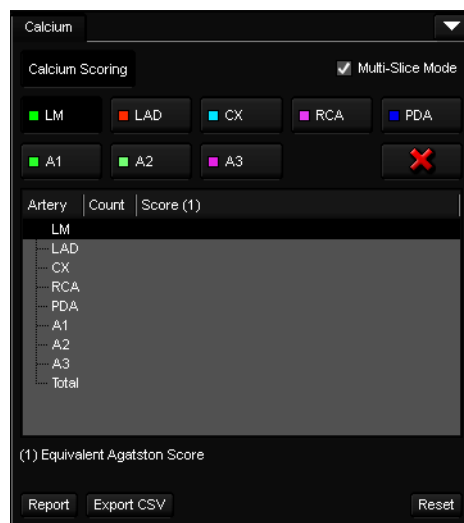 Calcium
Calcium Scoring Multi-Slice Mode
LM LAD CX RCA PDA
A1 A2 A3
Artery Count Score (1)
LM
LAD
CX
RCA
PDA
A1
A2
A3
Total
(1) Equivalent Agatston Score
Report Export CSV Reset